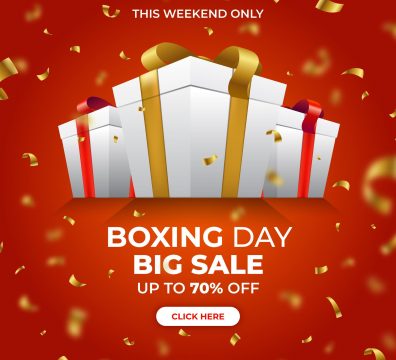 THIS WEEKEND ONLY
BOXING DAY
BIG SALE
UP TO 70% OFF
CLICK HERE